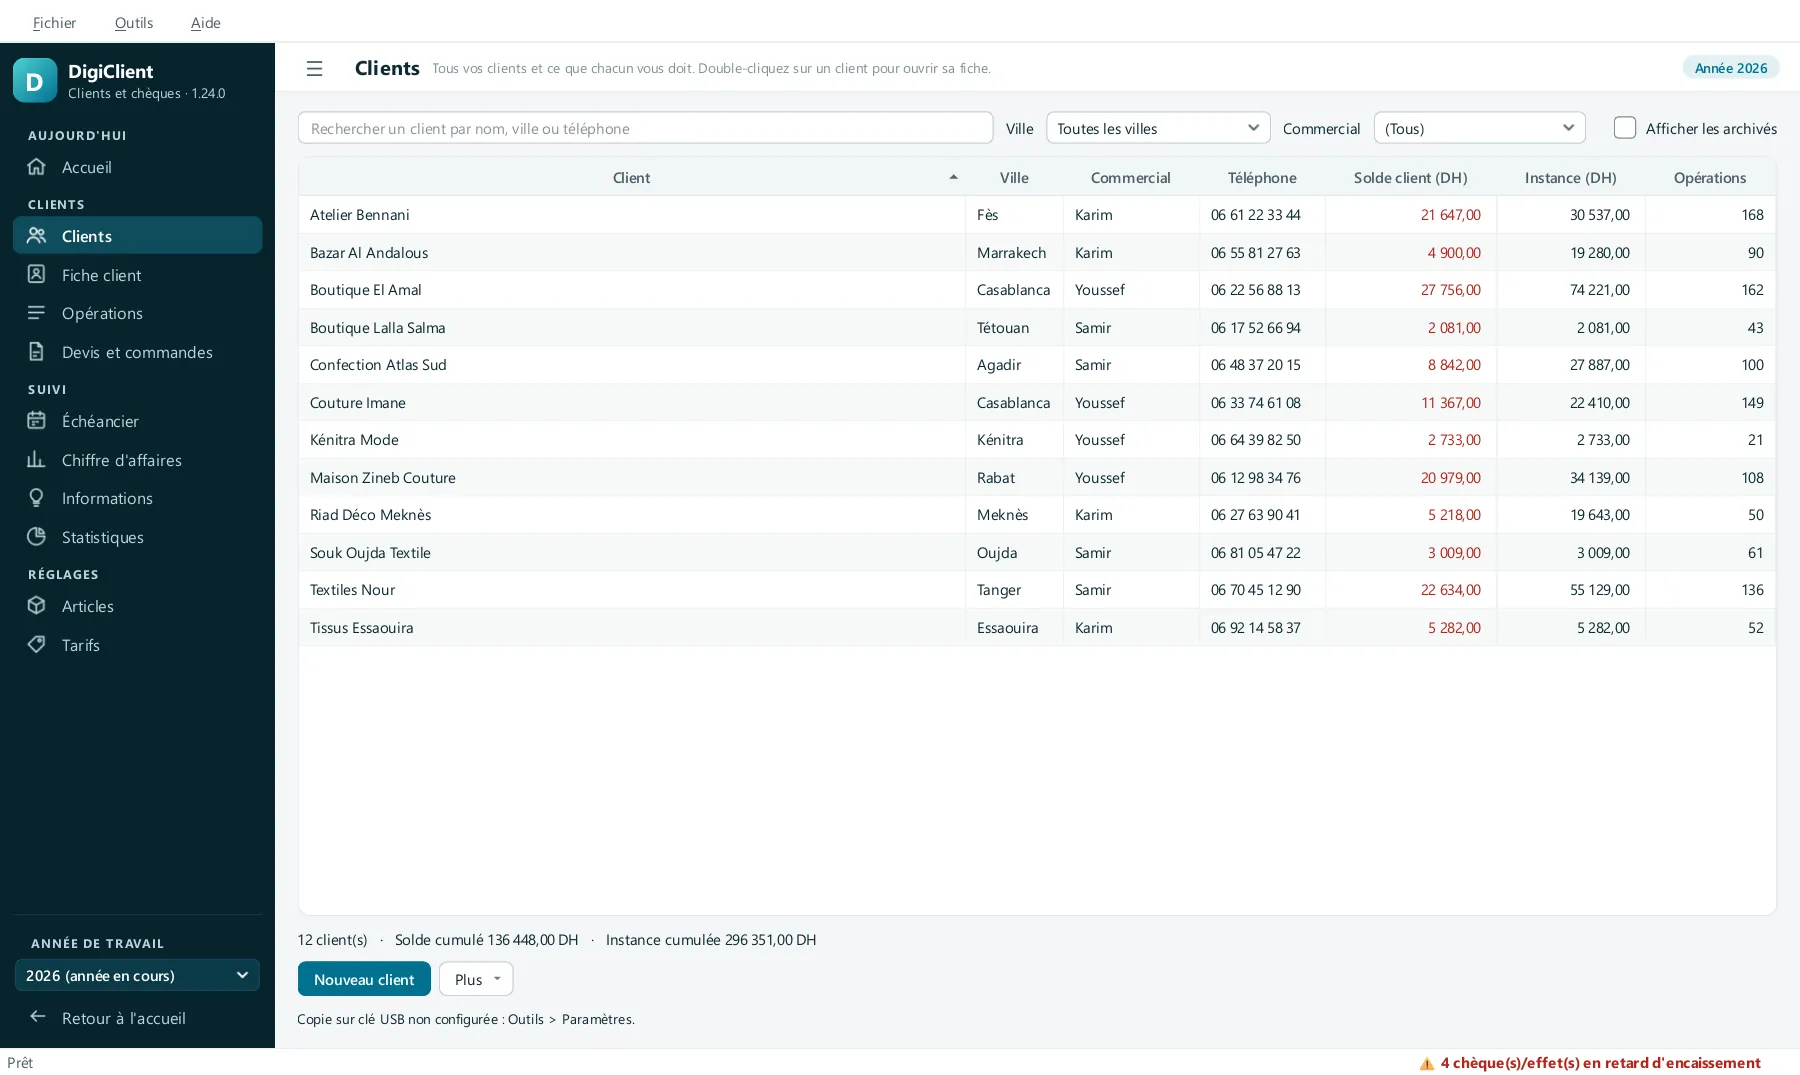 Fichier Outils Aide
D DigiClient
Clients et chèques · 1.24.0
AUJOURD'HUI
Accueil
CLIENTS
Clients
Fiche client
Opérations
Devis et commandes
SUIVI
Échéancier
Chiffre d'affaires
Informations
Statistiques
RÉGLAGES
Articles
Tarifs
ANNÉE DE TRAVAIL
2026 (année en cours)
Retour à l'accueil
Clients Tous vos clients et ce que chacun vous doit. Double-cliquez sur un client pour ouvrir sa fiche. Année 2026
Rechercher un client par nom, ville ou téléphone Ville Toutes les villes Commercial (Tous) Afficher les archivés
Client Ville Commercial Téléphone Solde client (DH) Instance (DH) Opérations
Atelier Bennani Fès Karim 06 61 22 33 44 21 647,00 30 537,00 168
Bazar Al Andalous Marrakech Karim 06 55 81 27 63 4 900,00 19 280,00 90
Boutique El Amal Casablanca Youssef 06 22 56 88 13 27 756,00 74 221,00 162
Boutique Lalla Salma Tétouan Samir 06 17 52 66 94 2 081,00 2 081,00 43
Confection Atlas Sud Agadir Samir 06 48 37 20 15 8 842,00 27 887,00 100
Couture Imane Casablanca Youssef 06 33 74 61 08 11 367,00 22 410,00 149
Kénitra Mode Kénitra Youssef 06 64 39 82 50 2 733,00 2 733,00 21
Maison Zineb Couture Rabat Youssef 06 12 98 34 76 20 979,00 34 139,00 108
Riad Déco Meknès Meknès Karim 06 27 63 90 41 5 218,00 19 643,00 50
Souk Oujda Textile Oujda Samir 06 81 05 47 22 3 009,00 3 009,00 61
Textiles Nour Tanger Samir 06 70 45 12 90 22 634,00 55 129,00 136
Tissus Essaouira Essaouira Karim 06 92 14 58 37 5 282,00 5 282,00 52
12 client(s) · Solde cumulé 136 448,00 DH · Instance cumulée 296 351,00 DH
Nouveau client Plus
Copie sur clé USB non configurée : Outils > Paramètres.
Prêt 4 chèque(s)/effet(s) en retard d'encaissement